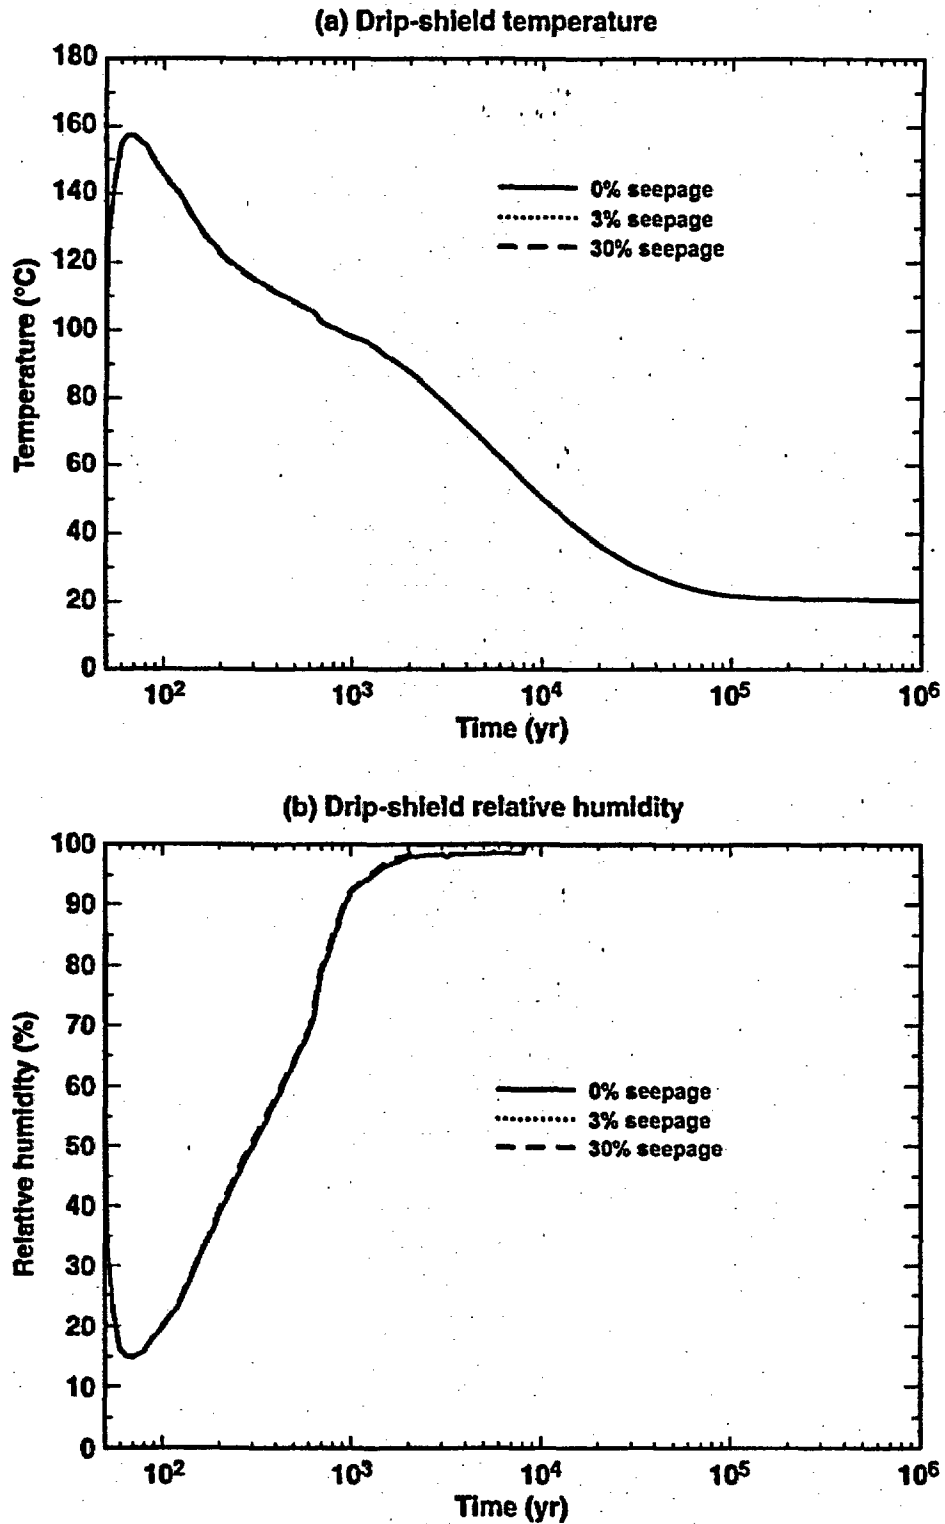 (a) Drip-shield temperature
180
160
140
120
100
80
60
40
20
0
Temperature (°C)
0% seepage
3% seepage
30% seepage
10² 10³ 10⁴ 10⁵ 10⁶
Time (yr)
(b) Drip-shield relative humidity
100
90
80
70
60
50
40
30
20
10
0
Relative humidity (%)
0% seepage
3% seepage
30% seepage
10² 10³ 10⁴ 10⁵ 10⁶
Time (yr)